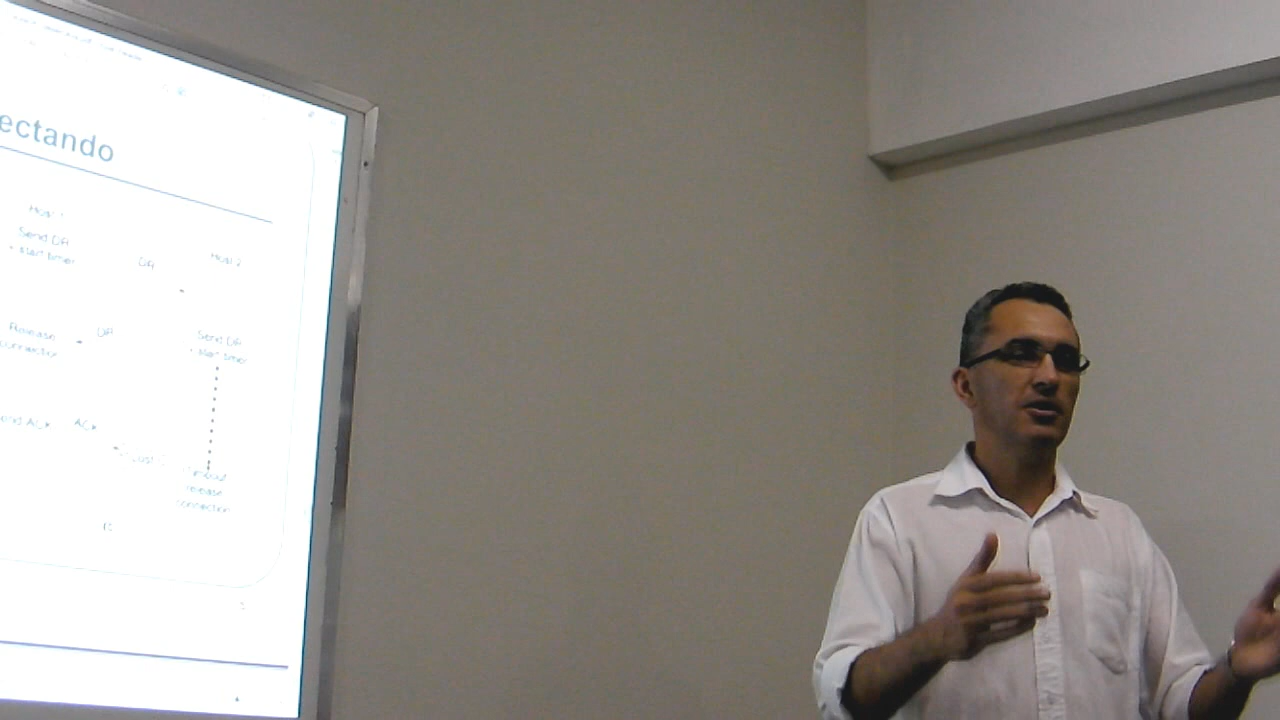 ectando
Host 1
Send DR
+ start timer
DR
Host 2
Release
connection
DR
Send DR
+ start timer
end ACK
ACK
Lost
Timeout
release
connection